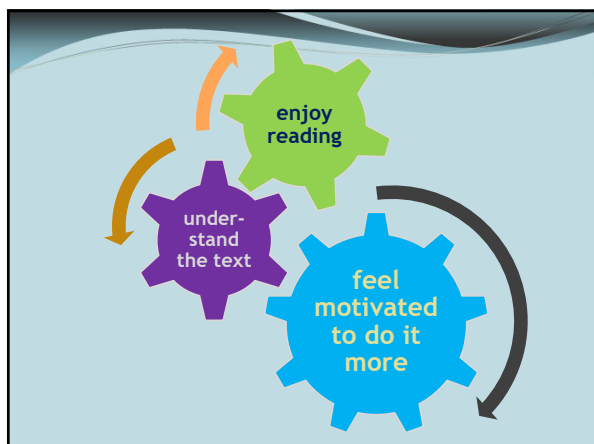 enjoy
reading
under-
stand
the text
feel
motivated
to do it
more